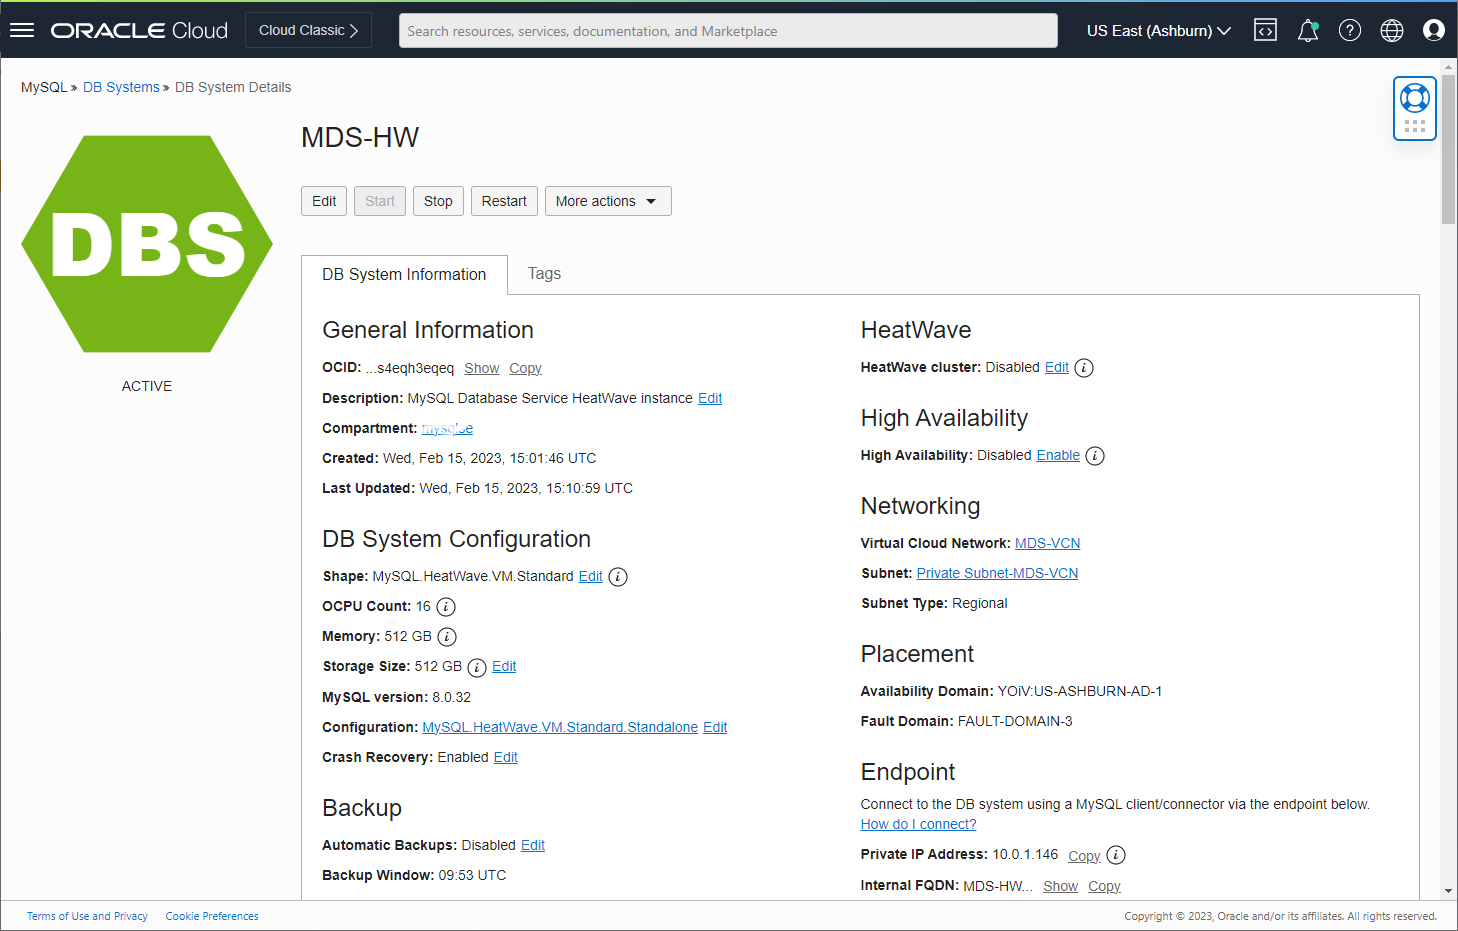 ORACLE Cloud
Cloud Classic
Search resources, services, documentation, and Marketplace
US East (Ashburn)
MySQL » DB Systems » DB System Details
DBS
ACTIVE
MDS-HW
Edit
Start
Stop
Restart
More actions
DB System Information
Tags
General Information
OCID: ...s4eqh3eqeq Show Copy
Description: MySQL Database Service HeatWave instance Edit
Compartment:
Created: Wed, Feb 15, 2023, 15:01:46 UTC
Last Updated: Wed, Feb 15, 2023, 15:10:59 UTC
DB System Configuration
Shape: MySQL.HeatWave.VM.Standard Edit
OCPU Count: 16
Memory: 512 GB
Storage Size: 512 GB Edit
MySQL version: 8.0.32
Configuration: MySQL.HeatWave.VM.Standard.Standalone Edit
Crash Recovery: Enabled Edit
Backup
Automatic Backups: Disabled Edit
Backup Window: 09:53 UTC
HeatWave
HeatWave cluster: Disabled Edit
High Availability
High Availability: Disabled Enable
Networking
Virtual Cloud Network: MDS-VCN
Subnet: Private Subnet-MDS-VCN
Subnet Type: Regional
Placement
Availability Domain: YOiV:US-ASHBURN-AD-1
Fault Domain: FAULT-DOMAIN-3
Endpoint
Connect to the DB system using a MySQL client/connector via the endpoint below.
How do I connect?
Private IP Address: 10.0.1.146 Copy
Internal FQDN: MDS-HW... Show Copy
Terms of Use and Privacy
Cookie Preferences
Copyright © 2023, Oracle and/or its affiliates. All rights reserved.